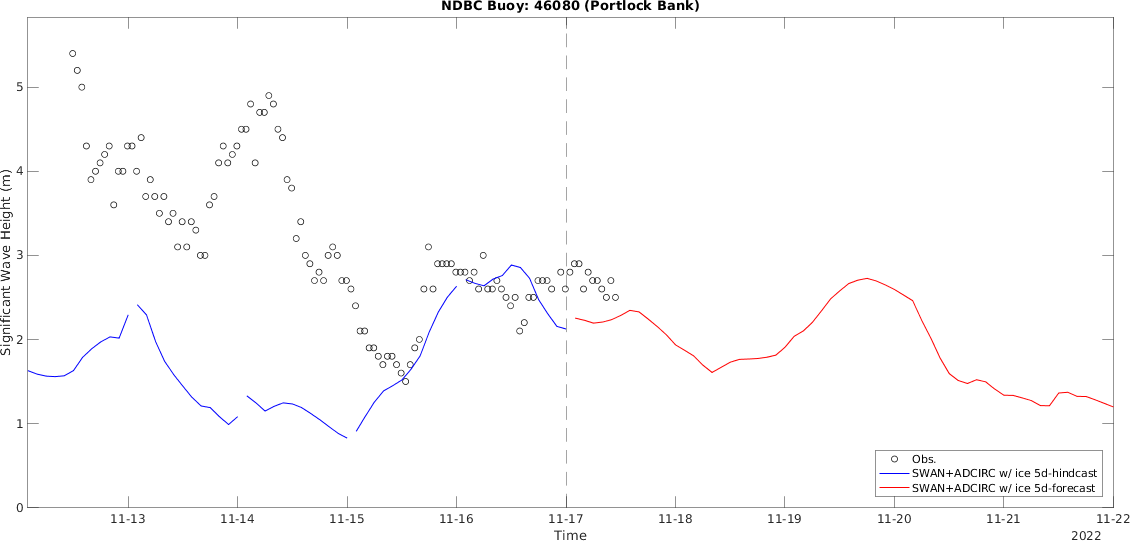 NDBC Buoy: 46080 (Portlock Bank)
Significant Wave Height (m)
5
4
3
2
1
0
Obs.
SWAN+ADCIRC w/ ice 5d-hindcast
SWAN+ADCIRC w/ ice 5d-forecast
11-13 11-14 11-15 11-16 11-17 11-18 11-19 11-20 11-21 11-22
Time
2022